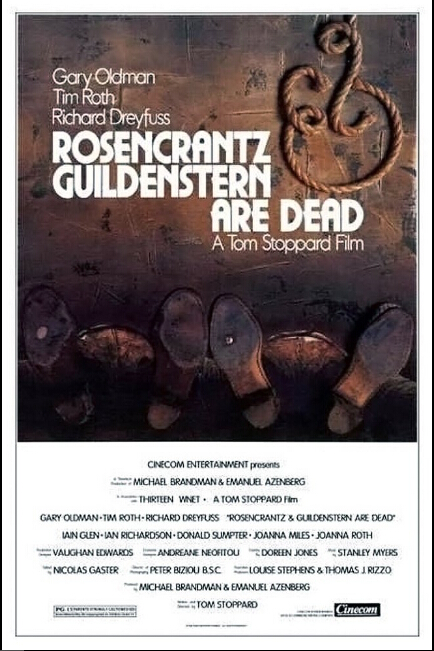 Gary Oldman
Tim Roth
Richard Dreyfuss
ROSENCRANTZ
&
GUILDENSTERN
ARE DEAD
A Tom Stoppard Film
CINECOM ENTERTAINMENT presents
MICHAEL BRANDMAN & EMANUEL AZENBERG
THIRTEEN WNET • A TOM STOPPARD Film
GARY OLDMAN • TIM ROTH • RICHARD DREYFUSS "ROSENCRANTZ & GUILDENSTERN ARE DEAD"
IAIN GLEN • IAN RICHARDSON • DONALD SUMPTER • JOANNA MILES • JOANNA ROTH
VAUGHAN EDWARDS ANDREANE NEOFITOU DOREEN JONES STANLEY MYERS
NICOLAS GASTER PETER BIZIOU B.S.C. LOUISE STEPHENS & THOMAS J. RIZZO
MICHAEL BRANDMAN & EMANUEL AZENBERG
TOM STOPPARD
PG
Cinecom